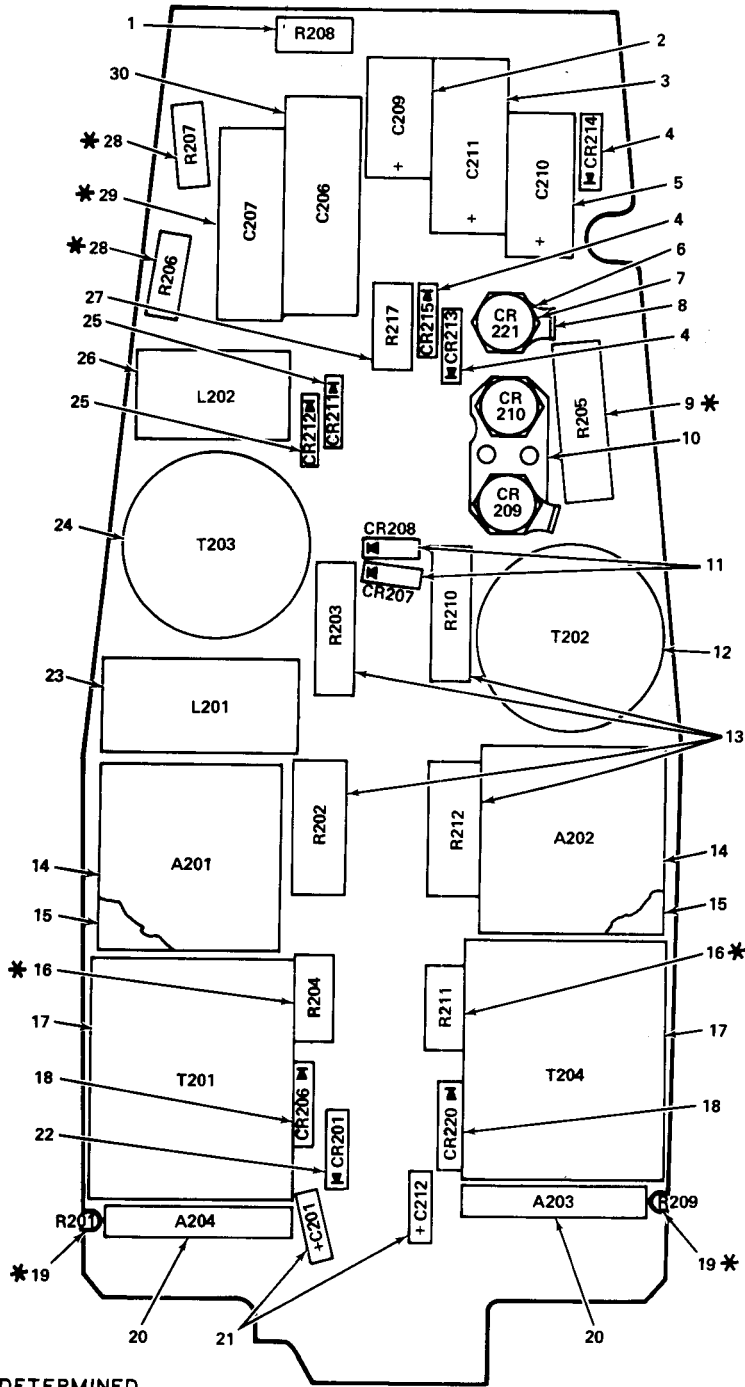 1
R208
2
30
3
C209
+
R207
* 28
C211
+
CR214
4
C210
+
5
* 29
C207
C206
4
* 28
R206
6
7
27
R217
CR215
CR213
CR
221
8
25
4
26
L202
CR211
CR
210
R205
9 *
25
CR212
10
CR
209
24
T203
CR208
11
CR207
R203
R210
T202
12
23
L201
13
R202
R212
A201
A202
14
14
15
15
* 16
R204
R211
16 *
17
17
T201
T204
18
CR206
CR220
18
22
CR201
+C201
+ C212
R201
A204
A203
R209
* 19
19 *
20
21
20
DETERMINED